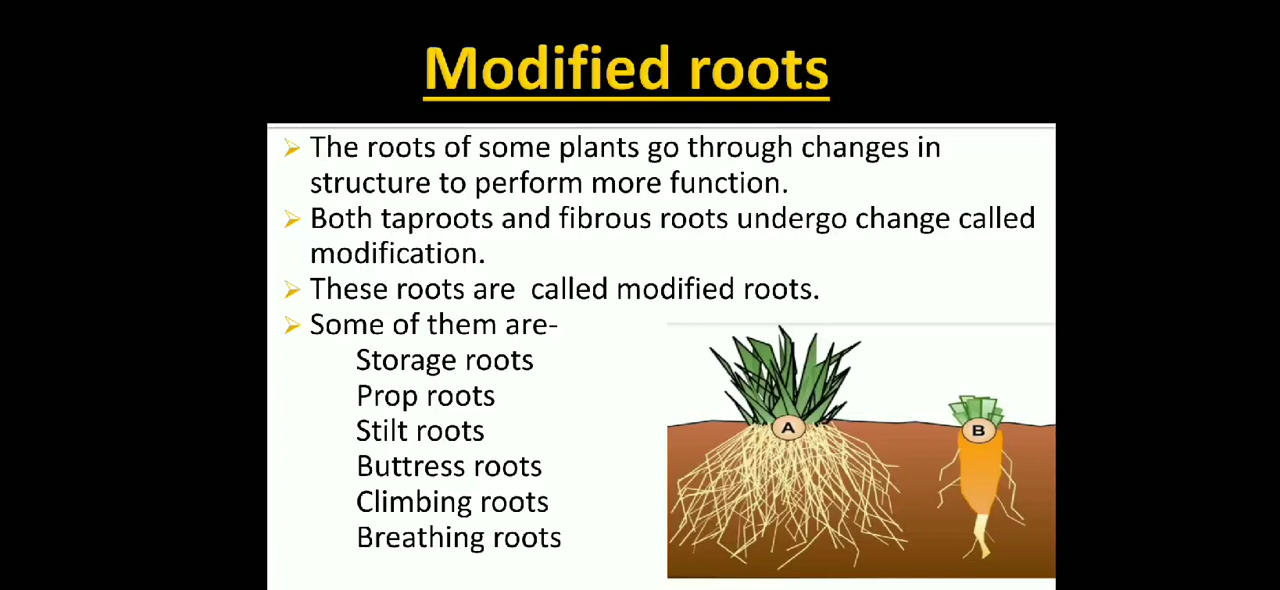 Modified roots
➢ The roots of some plants go through changes in
structure to perform more function.
➢ Both taproots and fibrous roots undergo change called
modification.
➢ These roots are called modified roots.
➢ Some of them are-
Storage roots
Prop roots
Stilt roots
Buttress roots
Climbing roots
Breathing roots
A
B